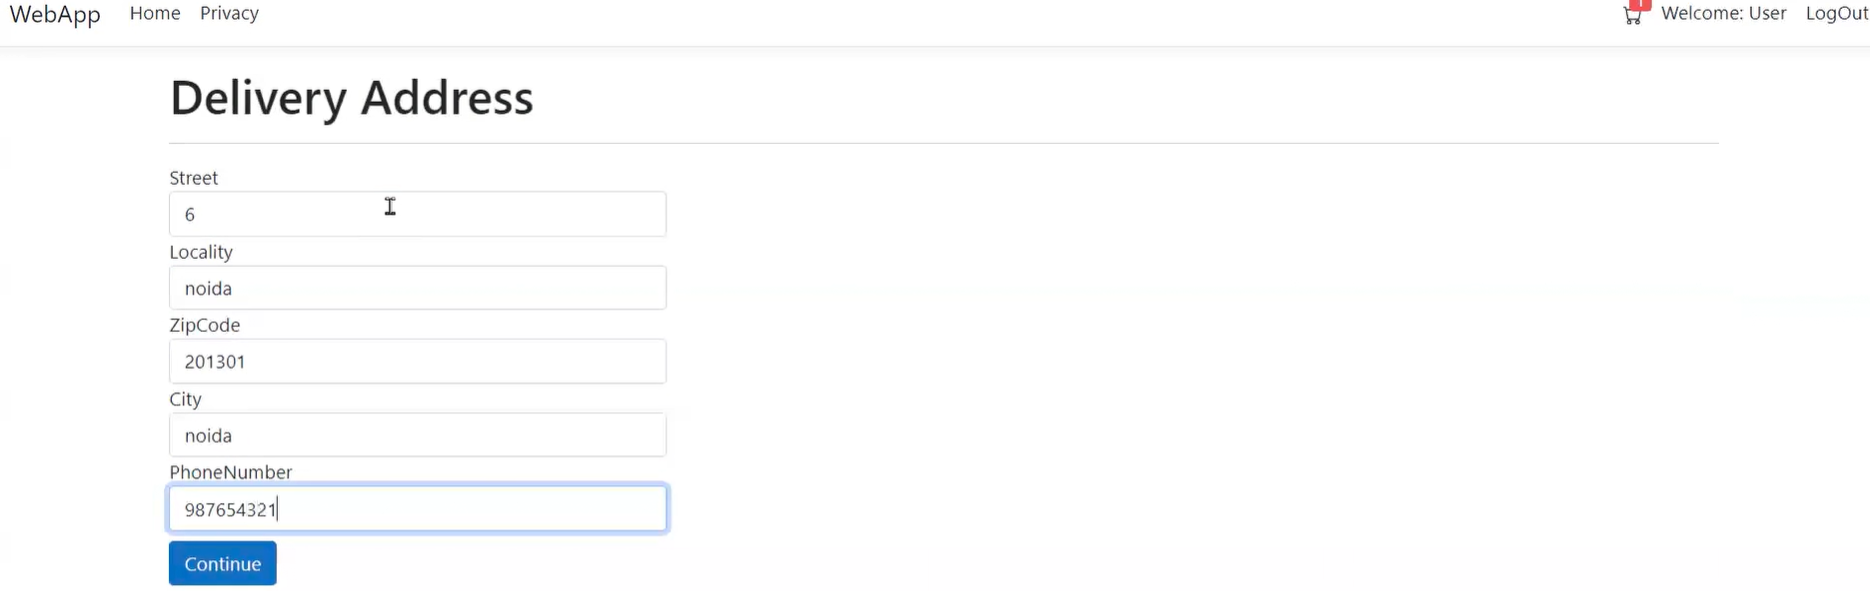 WebApp Home Privacy 1 Welcome: User LogOut
Delivery Address
Street
6
Locality
noida
ZipCode
201301
City
noida
PhoneNumber
987654321
Continue